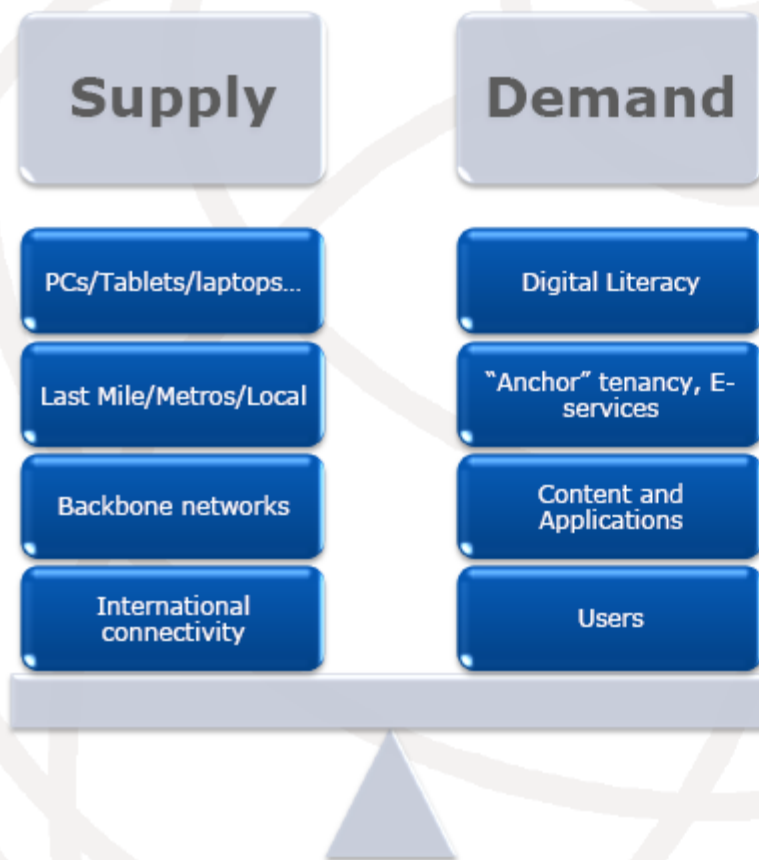 Supply
PCs/Tablets/laptops...
Last Mile/Metros/Local
Backbone networks
International
connectivity
Demand
Digital Literacy
“Anchor” tenancy, E-
services
Content and
Applications
Users